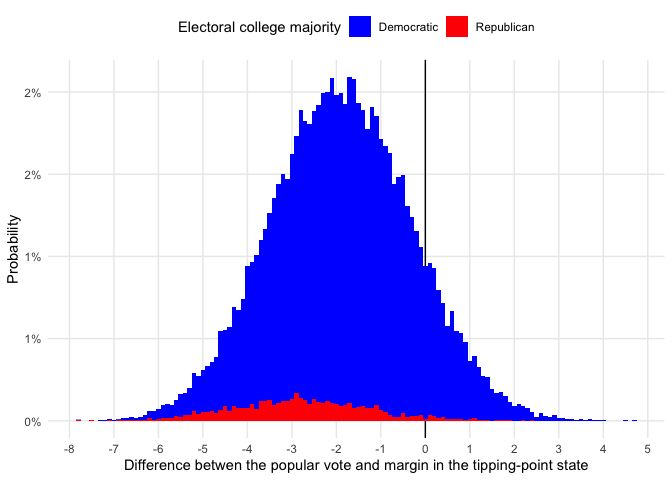 Electoral college majority Democratic Republican
2%
2%
1%
1%
0%
Probability
-8 -7 -6 -5 -4 -3 -2 -1 0 1 2 3 4 5
Difference betwen the popular vote and margin in the tipping-point state